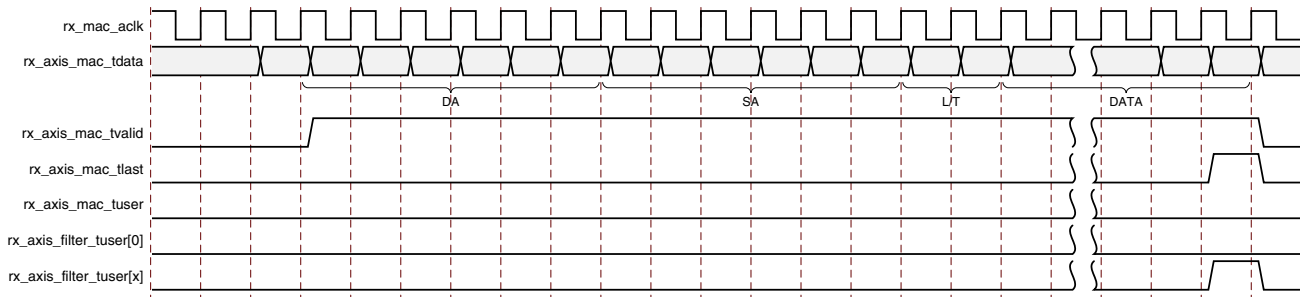 rx_mac_aclk
rx_axis_mac_tdata
DA SA L/T DATA
rx_axis_mac_tvalid
rx_axis_mac_tlast
rx_axis_mac_tuser
rx_axis_filter_tuser[0]
rx_axis_filter_tuser[x]